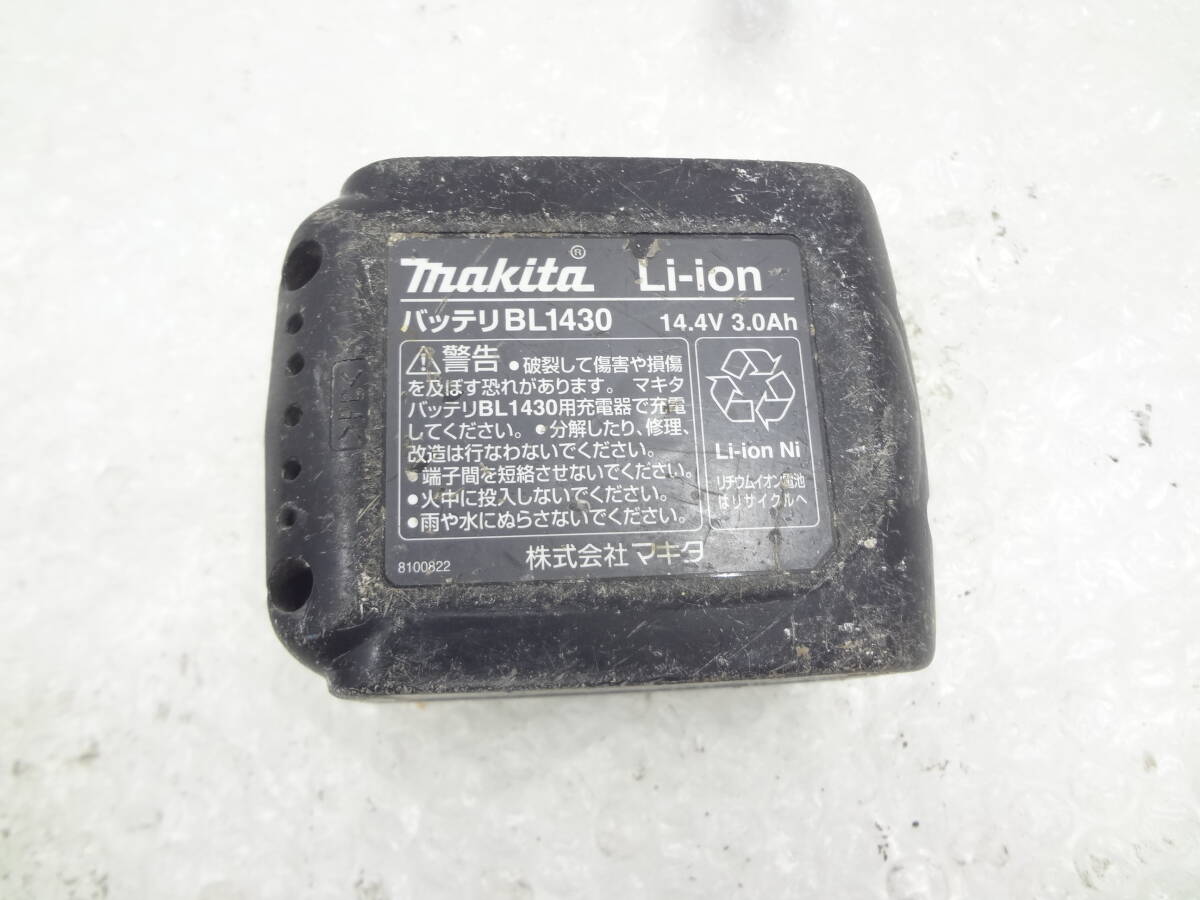 makita® Li-ion
バッテリBL1430 14.4V 3.0Ah
警告 ●破裂して傷害や損傷
を及ぼす恐れがあります。 マキタ
バッテリBL1430用充電器で充電
してください。 ●分解したり、修理、
改造は行なわないでください。
●端子間を短絡させないでください。
●火中に投入しないでください。
●雨や水にぬらさないでください。
Li-ion Ni
リチウムイオン電池
はリサイクルへ
8100822 株式会社 マキタ